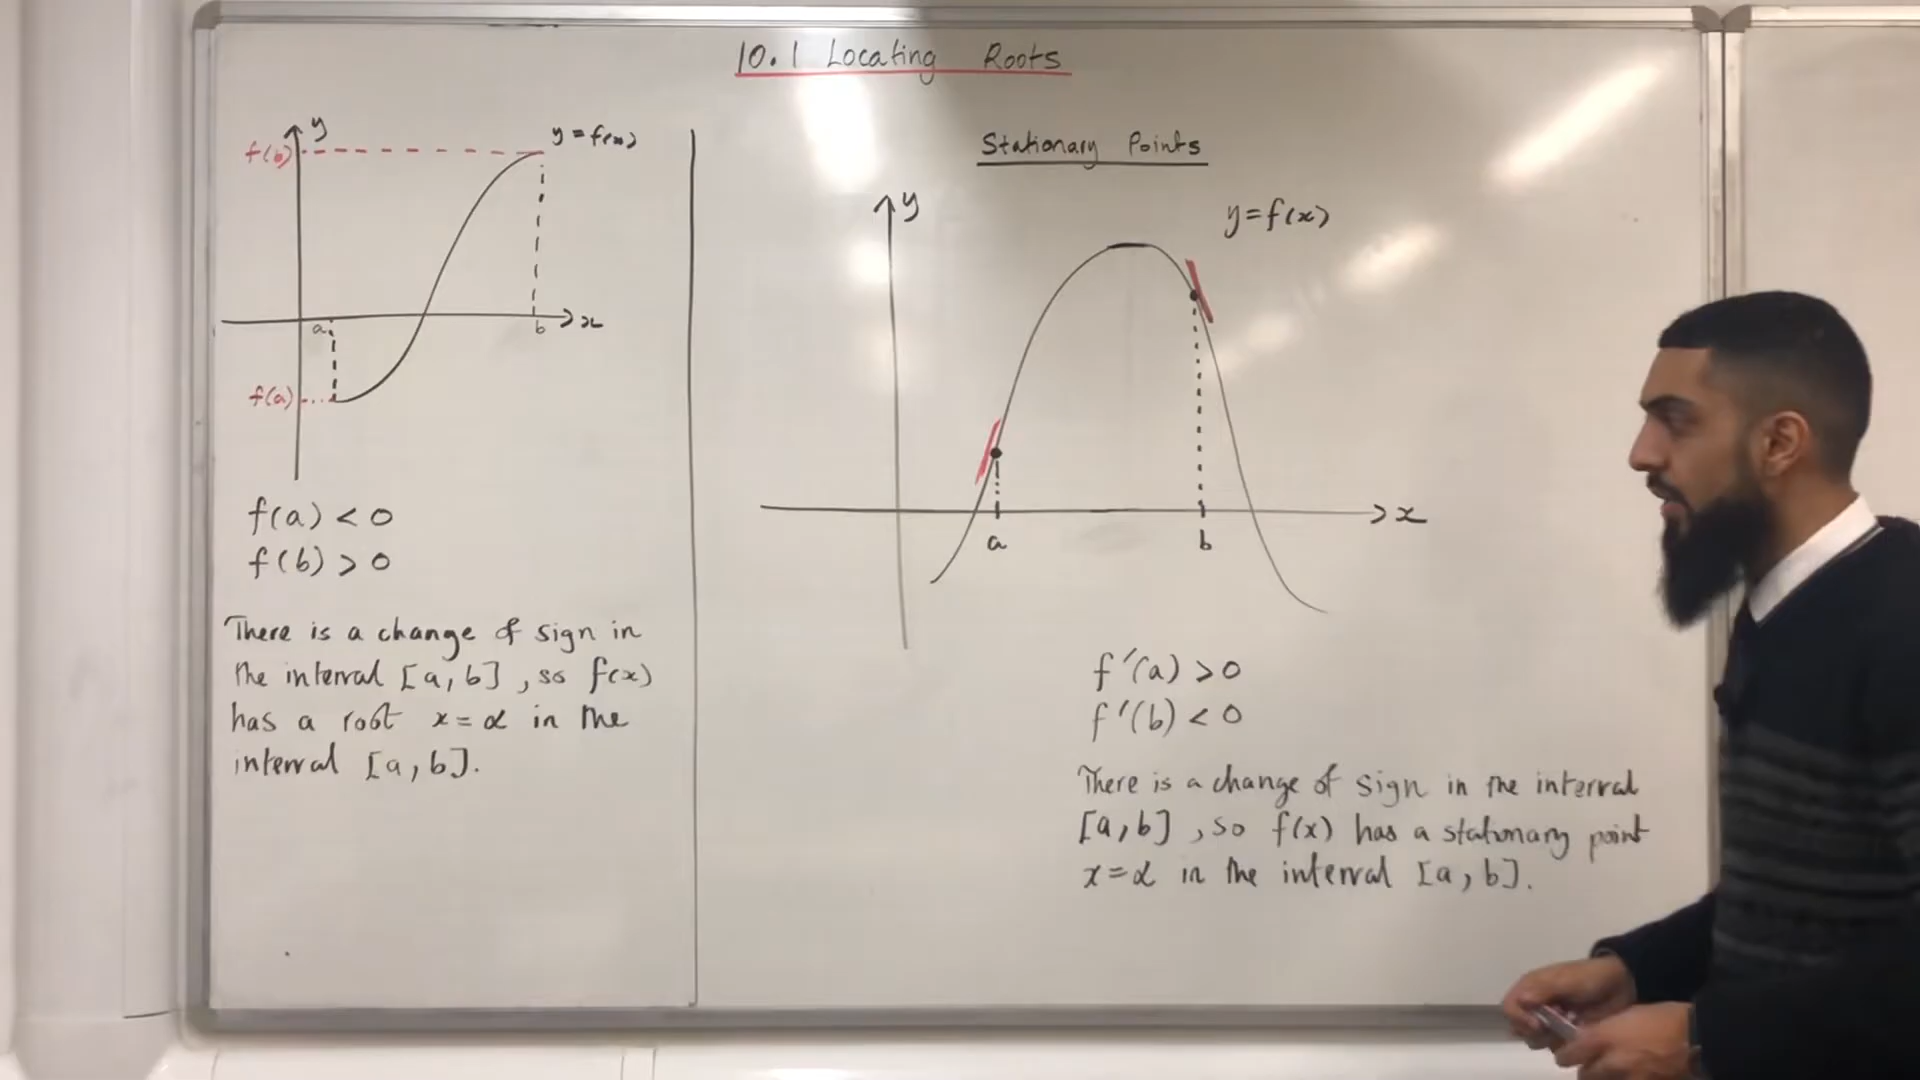 10.1 Locating Roots
y
f(b)
y = f(x)
a
b
x
f(a)
f(a) < 0
f(b) > 0
There is a change of sign in
the interval [a, b], so f(x)
has a root x = α in the
interval [a, b].
Stationary Points
y
y = f(x)
a
b
x
f'(a) > 0
f'(b) < 0
There is a change of sign in the interval
[a, b], so f(x) has a stationary point
x = α in the interval [a, b].